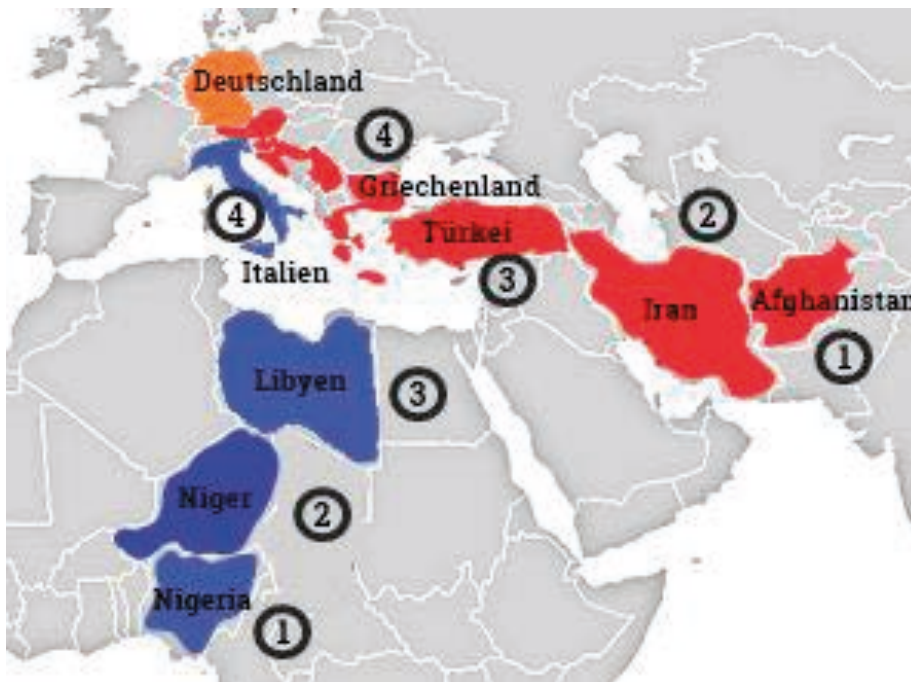 Deutschland
4
Griechenland
4
2
Türkei
Italien
3
Iran
Afghanistan
1
Libyen
3
Niger
2
Nigeria
1